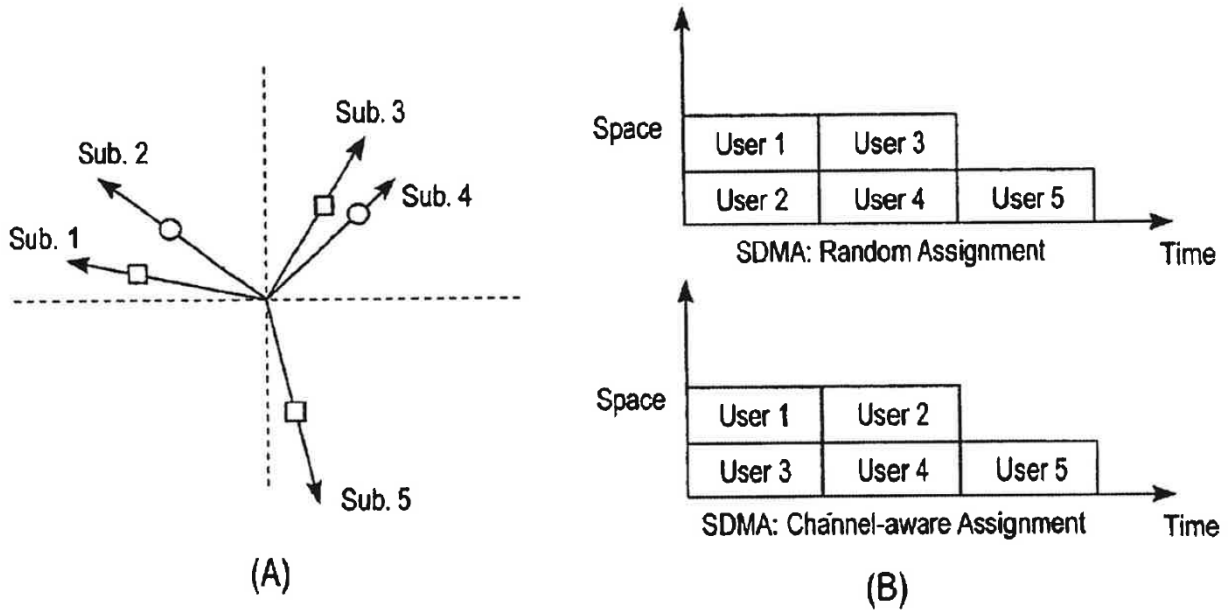 Sub. 3
Sub. 2
Sub. 4
Sub. 1
Sub. 5
(A)
Space
User 1 User 3
User 2 User 4 User 5
SDMA: Random Assignment Time
Space
User 1 User 2
User 3 User 4 User 5
SDMA: Channel-aware Assignment Time
(B)